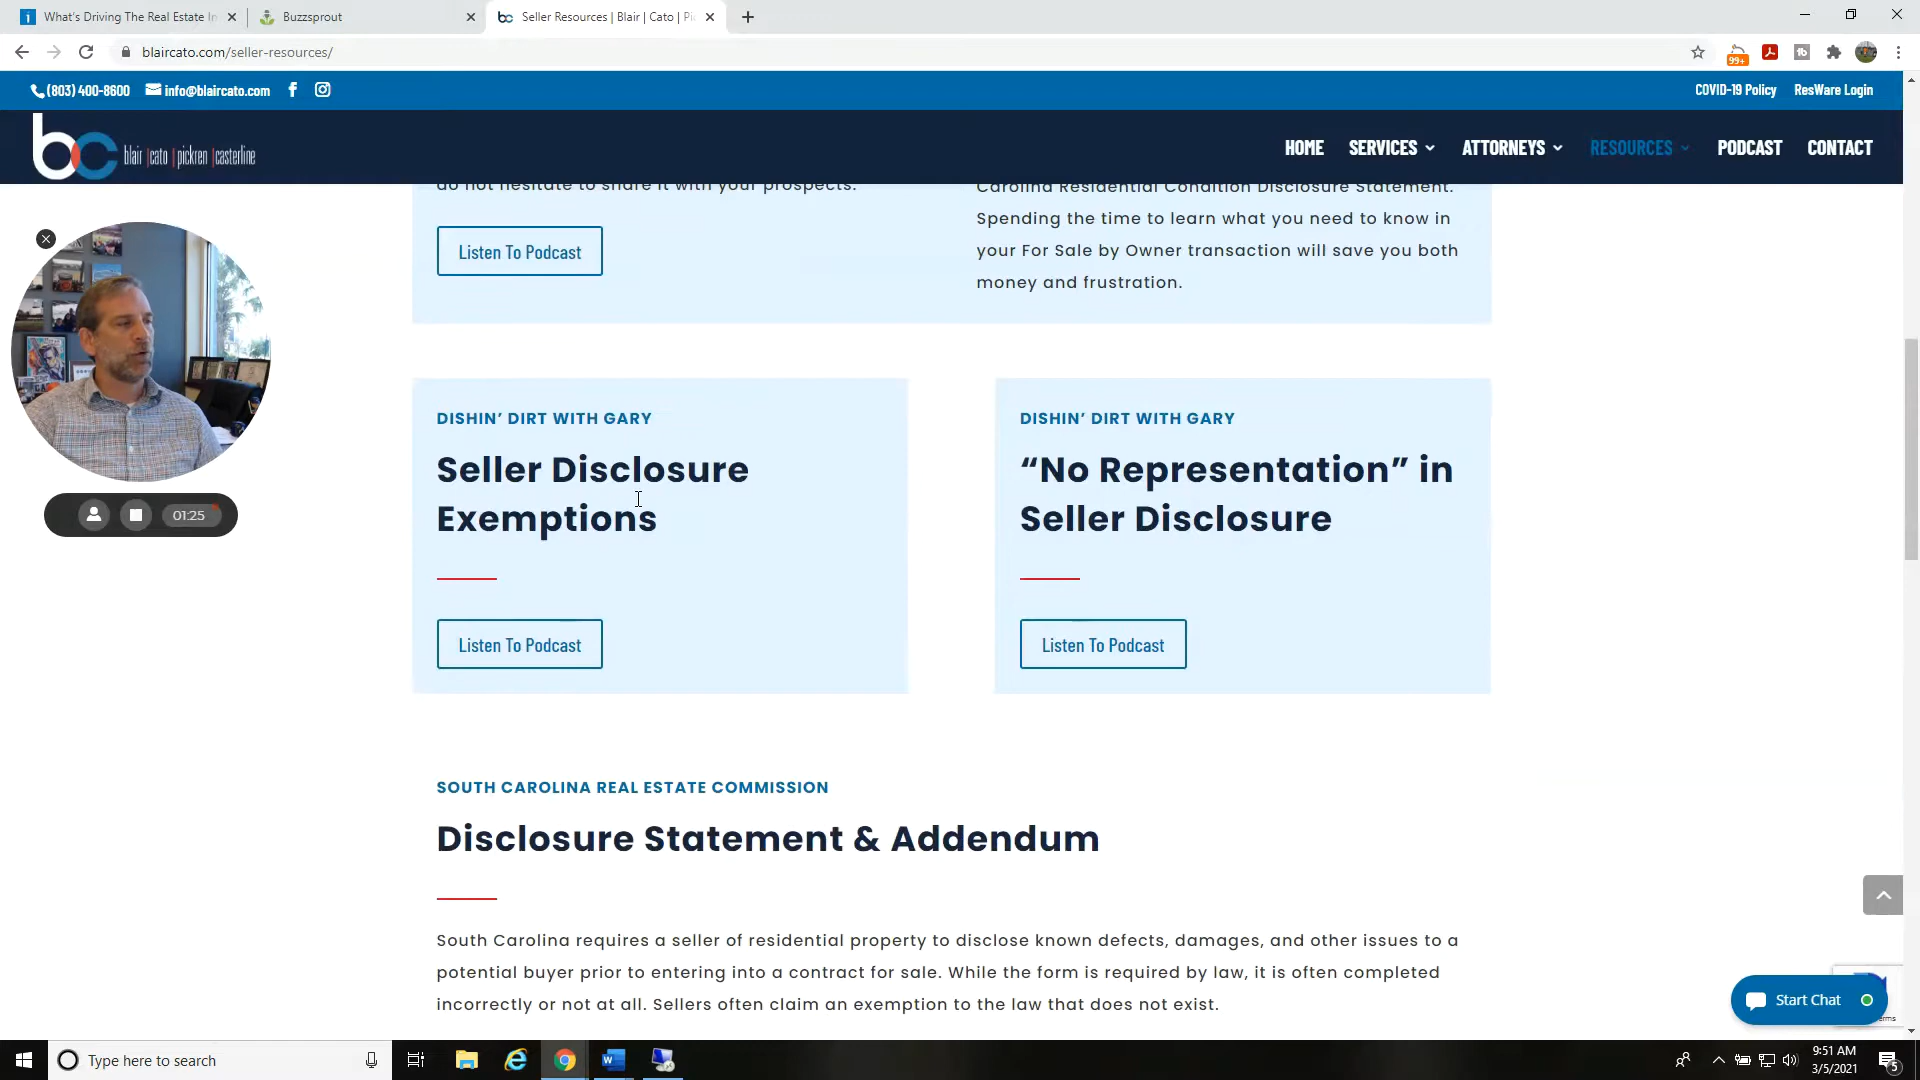 What's Driving The Real Estate In
Buzzsprout
Seller Resources | Blair | Cato | Pi
blaircato.com/seller-resources/
99+
(803) 400-8600
info@blaircato.com
COVID-19 Policy
ResWare Login
bc
blair |cato |pickren |casterline
HOME
SERVICES
ATTORNEYS
RESOURCES
PODCAST
CONTACT
do not hesitate to share it with your prospects.
Listen To Podcast
Carolina Residential Condition Disclosure Statement.
Spending the time to learn what you need to know in
your For Sale by Owner transaction will save you both
money and frustration.
01:25
DISHIN’ DIRT WITH GARY
Seller Disclosure
Exemptions
Listen To Podcast
DISHIN’ DIRT WITH GARY
“No Representation” in
Seller Disclosure
Listen To Podcast
SOUTH CAROLINA REAL ESTATE COMMISSION
Disclosure Statement & Addendum
South Carolina requires a seller of residential property to disclose known defects, damages, and other issues to a
potential buyer prior to entering into a contract for sale. While the form is required by law, it is often completed
incorrectly or not at all. Sellers often claim an exemption to the law that does not exist.
Start Chat
Type here to search
9:51 AM
3/5/2021
5